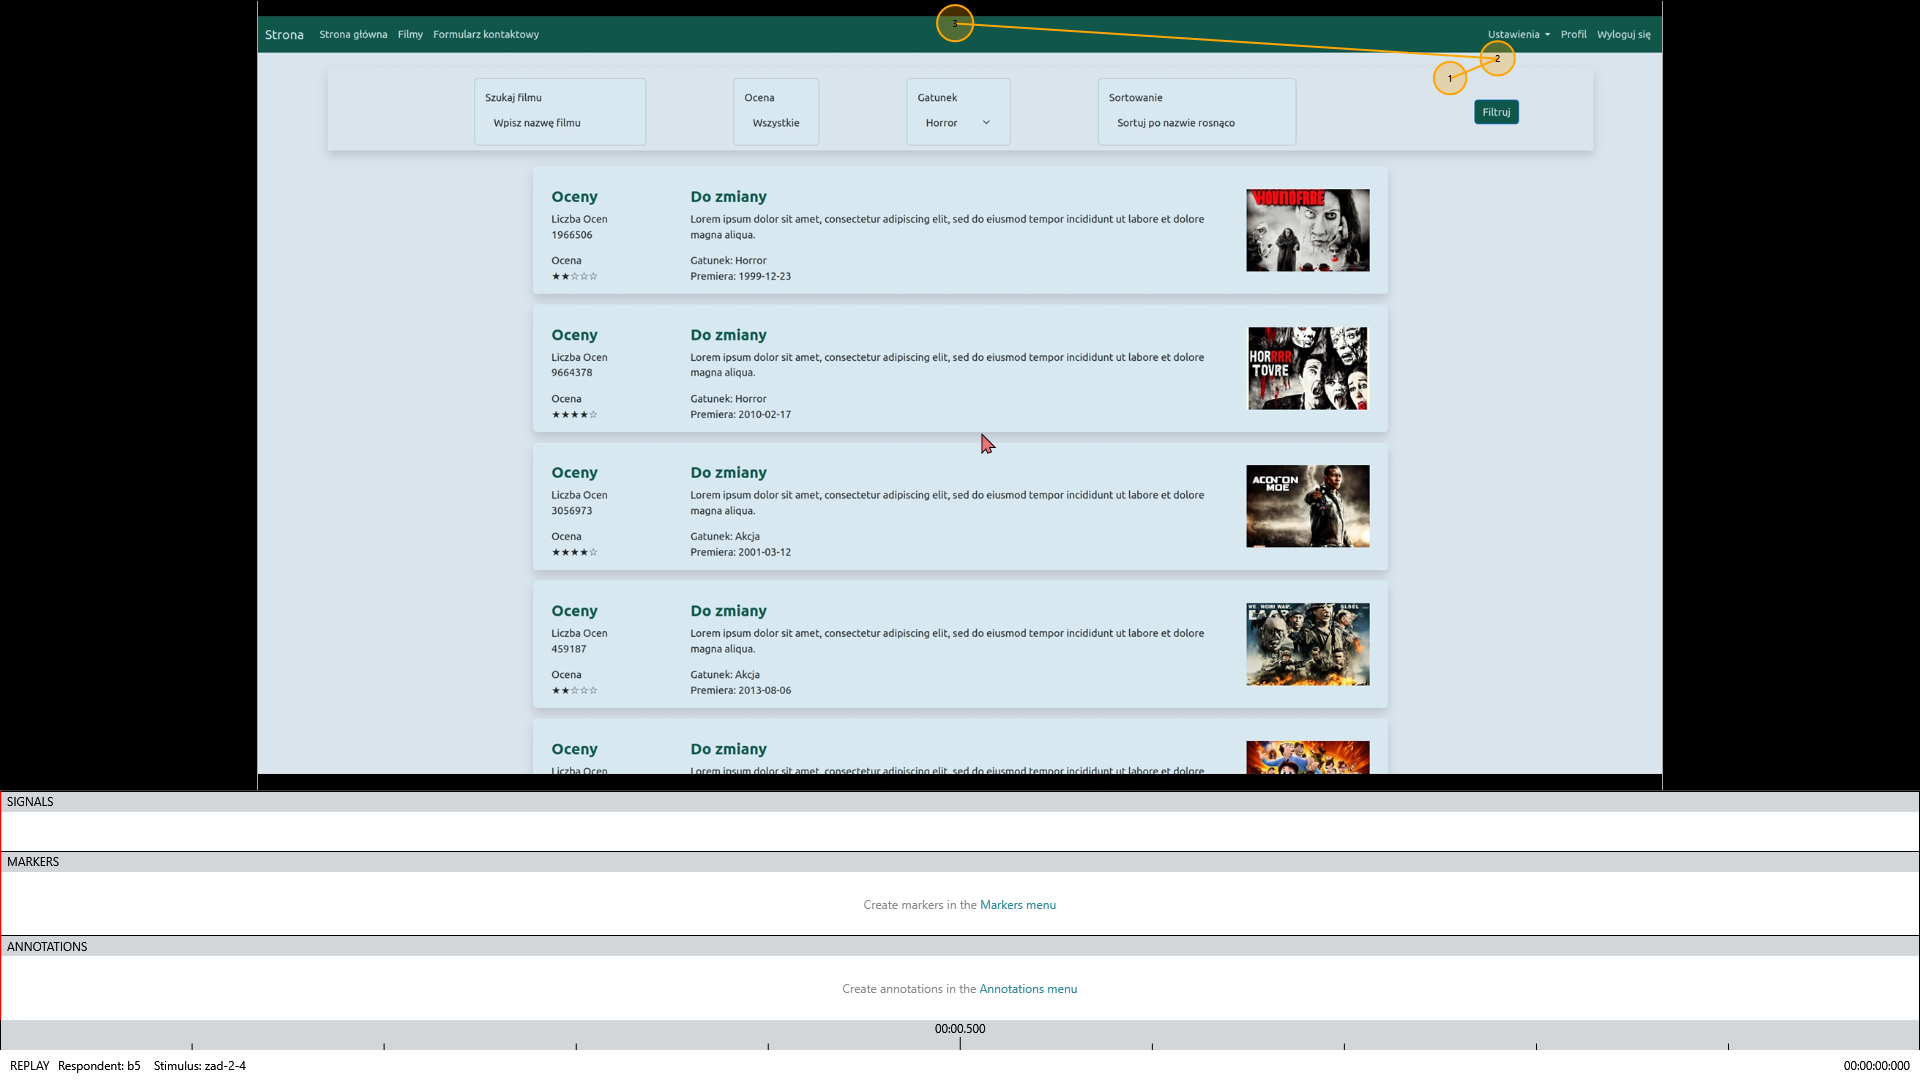 3
Strona
Strona główna
Filmy
Formularz kontaktowy
Ustawienia
Profil
Wyloguj się
2
1
Szukaj filmu
Wpisz nazwę filmu
Ocena
Wszystkie
Gatunek
Horror
Sortowanie
Sortuj po nazwie rosnąco
Filtruj
Oceny
Liczba Ocen
1966506
Ocena
★★☆☆☆
Do zmiany
Lorem ipsum dolor sit amet, consectetur adipiscing elit, sed do eiusmod tempor incididunt ut labore et dolore
magna aliqua.
Gatunek: Horror
Premiera: 1999-12-23
Oceny
Liczba Ocen
9664378
Ocena
★★★★☆
Do zmiany
Lorem ipsum dolor sit amet, consectetur adipiscing elit, sed do eiusmod tempor incididunt ut labore et dolore
magna aliqua.
Gatunek: Horror
Premiera: 2010-02-17
HORRRR
TOVRE
Oceny
Liczba Ocen
3056973
Ocena
★★★★☆
Do zmiany
Lorem ipsum dolor sit amet, consectetur adipiscing elit, sed do eiusmod tempor incididunt ut labore et dolore
magna aliqua.
Gatunek: Akcja
Premiera: 2001-03-12
ACON'ON
MOE
Oceny
Liczba Ocen
459187
Ocena
★★☆☆☆
Do zmiany
Lorem ipsum dolor sit amet, consectetur adipiscing elit, sed do eiusmod tempor incididunt ut labore et dolore
magna aliqua.
Gatunek: Akcja
Premiera: 2013-08-06
Oceny
Liczba Ocen
Do zmiany
Lorem ipsum dolor sit amet, consectetur adipiscing elit, sed do eiusmod tempor incididunt ut labore et dolore
SIGNALS
MARKERS
Create markers in the Markers menu
ANNOTATIONS
Create annotations in the Annotations menu
00:00.500
REPLAY Respondent: b5 Stimulus: zad-2-4
00:00:00:000